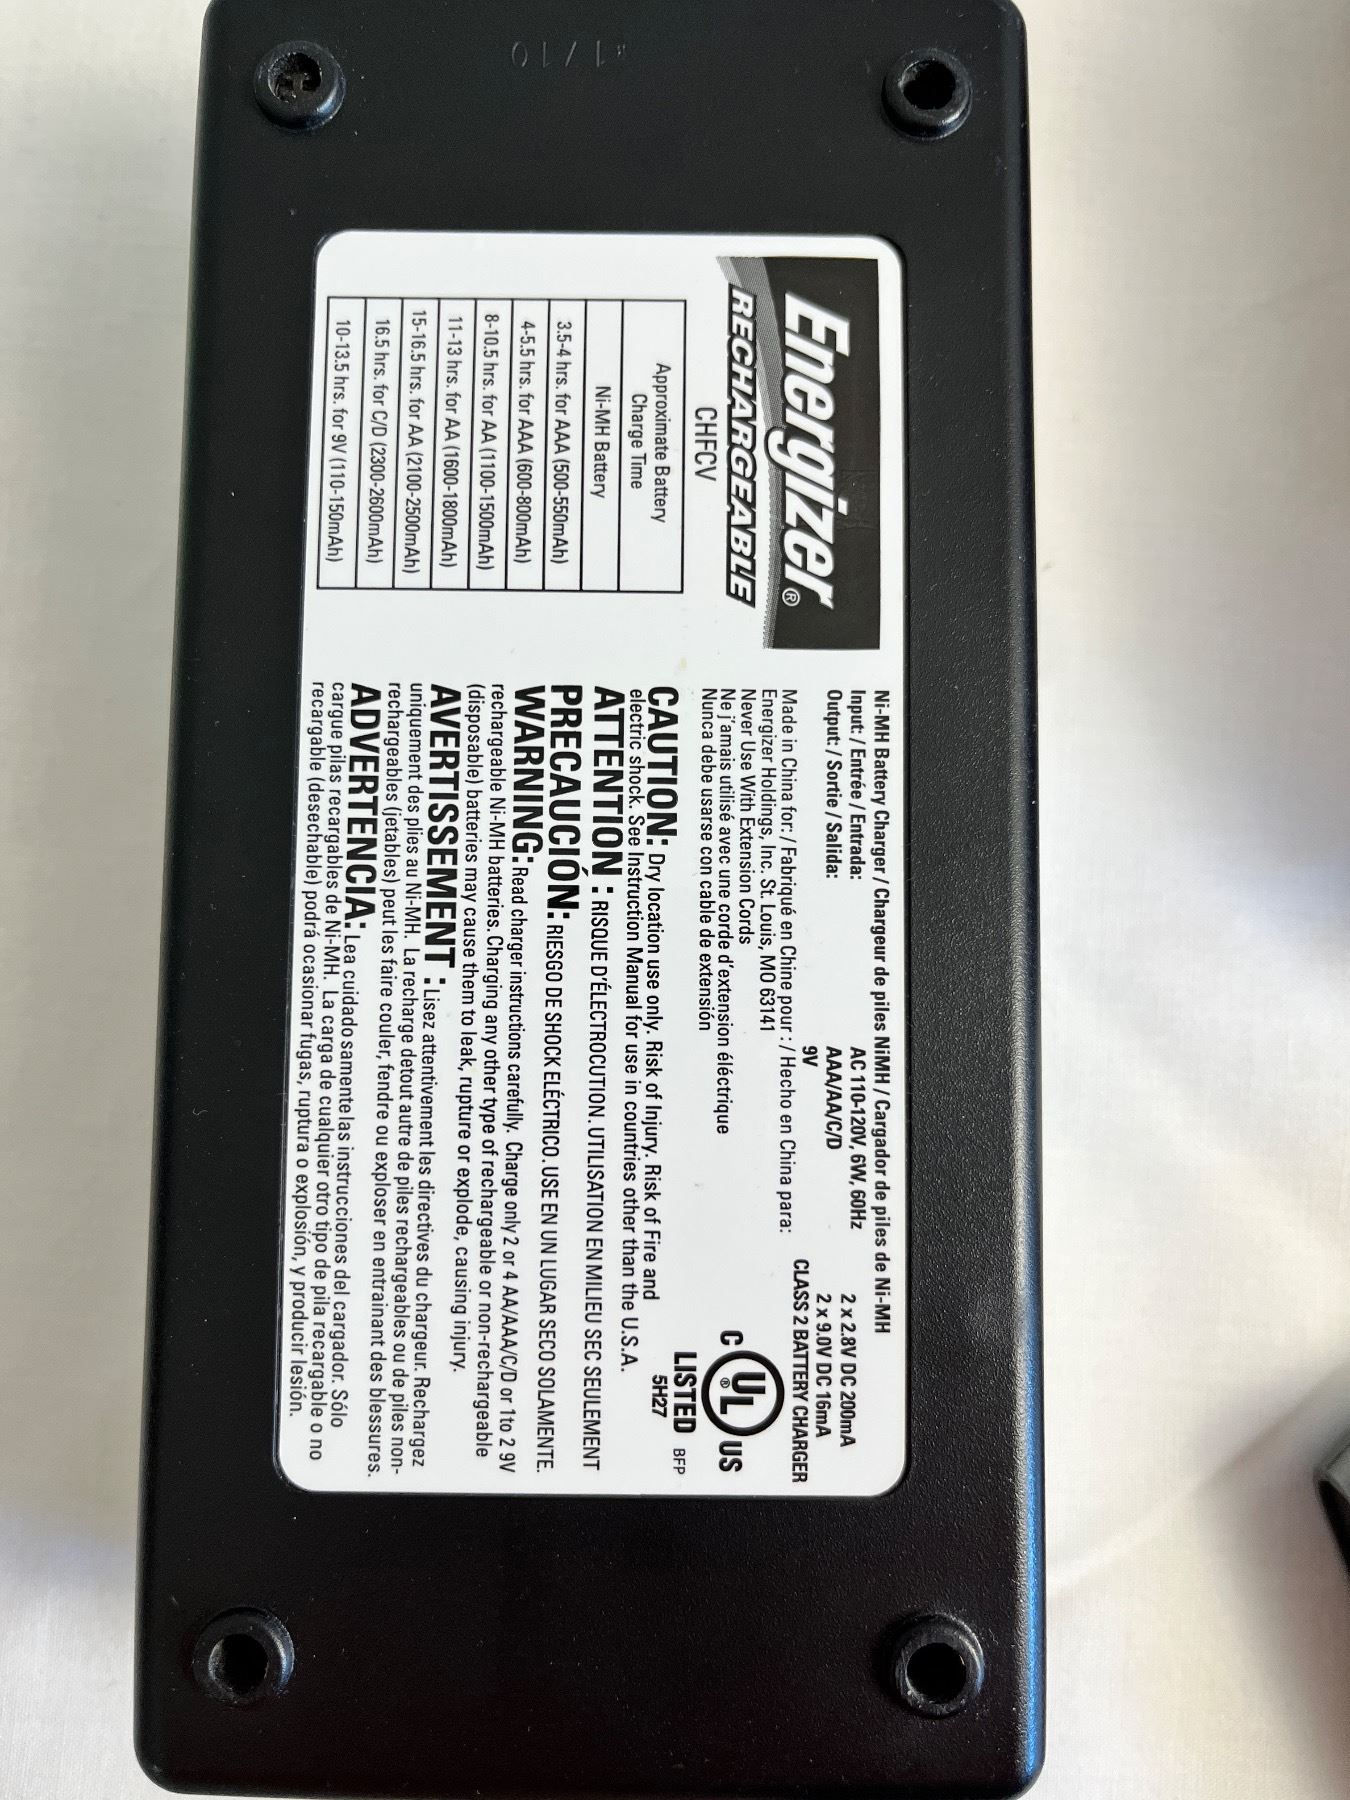 *1/10
Energizer®
RECHARGEABLE
CHFCV
Approximate Battery
Charge Time
Ni-MH Battery
3.5-4 hrs. for AAA (500-550mAh)
4-5.5 hrs. for AAA (600-800mAh)
8-10.5 hrs. for AA (1100-1500mAh)
11-13 hrs. for AA (1600-1800mAh)
15-16.5 hrs. for AA (2100-2500mAh)
16.5 hrs. for C/D (2300-2600mAh)
10-13.5 hrs. for 9V (110-150mAh)
Ni-MH Battery Charger / Chargeur de piles NiMH / Cargador de piles de Ni-MH
Input: / Entrée / Entrada: AC 110-120V, 6W, 60Hz
Output: / Sortie / Salida: AAA/AA/C/D 2 x 2.8V DC 200mA
9V 2 x 9.0V DC 16mA
CLASS 2 BATTERY CHARGER
Made in China for: / Fabriqué en Chine pour : / Hecho en China para:
Energizer Holdings, Inc. St. Louis, MO 63141
Never Use With Extension Cords
Ne j'amais utilisé avec une corde d'extension éléctrique
Nunca debe usarse con cable de extensión
C UL® US
LISTED BFP
5H27
CAUTION: Dry location use only. Risk of Injury. Risk of Fire and
electric shock. See Instruction Manual for use in countries other than the U.S.A.
ATTENTION : RISQUE D'ÉLECTROCUTION. UTILISATION EN MILIEU SEC SEULEMENT
PRECAUCIÓN: RIESGO DE SHOCK ELÉCTRICO. USE EN UN LUGAR SECO SOLAMENTE.
WARNING: Read charger instructions carefully. Charge only 2 or 4 AA/AAA/C/D or 1to 2 9V
rechargeable Ni-MH batteries. Charging any other type of rechargeable or non-rechargeable
(disposable) batteries may cause them to leak, rupture or explode, causing injury.
AVERTISSEMENT : Lisez attentivement les directives du chargeur. Rechargez
uniquement des plies au Ni-MH. La recharge detout autre de piles rechargeables ou de piles non-
rechargeables (jetables) peut les faire couler, fendre ou exploser en entrainant des blessures.
ADVERTENCIA: Lea cuidadosamente las instrucciones del cargador. Sólo
cargue pilas recargables de Ni-MH. La carga de cualquier otro tipo de pila recargable o no
recargable (desechable) podrá ocasionar fugas, ruptura o explosión, y producir lesión.